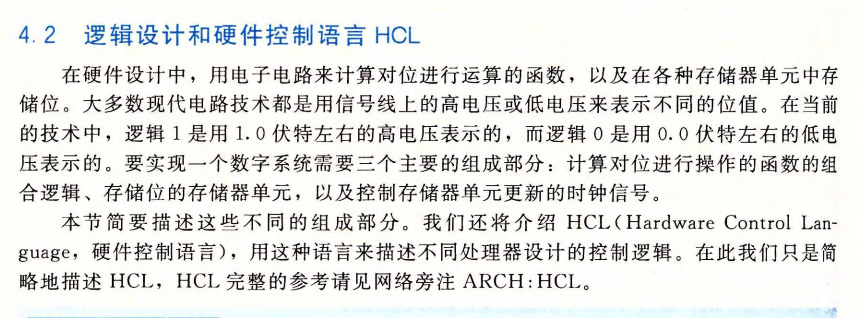 4.2 逻辑设计和硬件控制语言 HCL
在硬件设计中，用电子电路来计算对位进行运算的函数，以及在各种存储器单元中存
储位。大多数现代电路技术都是用信号线上的高电压或低电压来表示不同的位值。在当前
的技术中，逻辑 1 是用 1.0 伏特左右的高电压表示的，而逻辑 0 是用 0.0 伏特左右的低电
压表示的。要实现一个数字系统需要三个主要的组成部分：计算对位进行操作的函数的组
合逻辑、存储位的存储器单元，以及控制存储器单元更新的时钟信号。
本节简要描述这些不同的组成部分。我们还将介绍 HCL(Hardware Control Lan-
guage，硬件控制语言)，用这种语言来描述不同处理器设计的控制逻辑。在此我们只是简
略地描述 HCL，HCL 完整的参考请见网络旁注 ARCH:HCL。